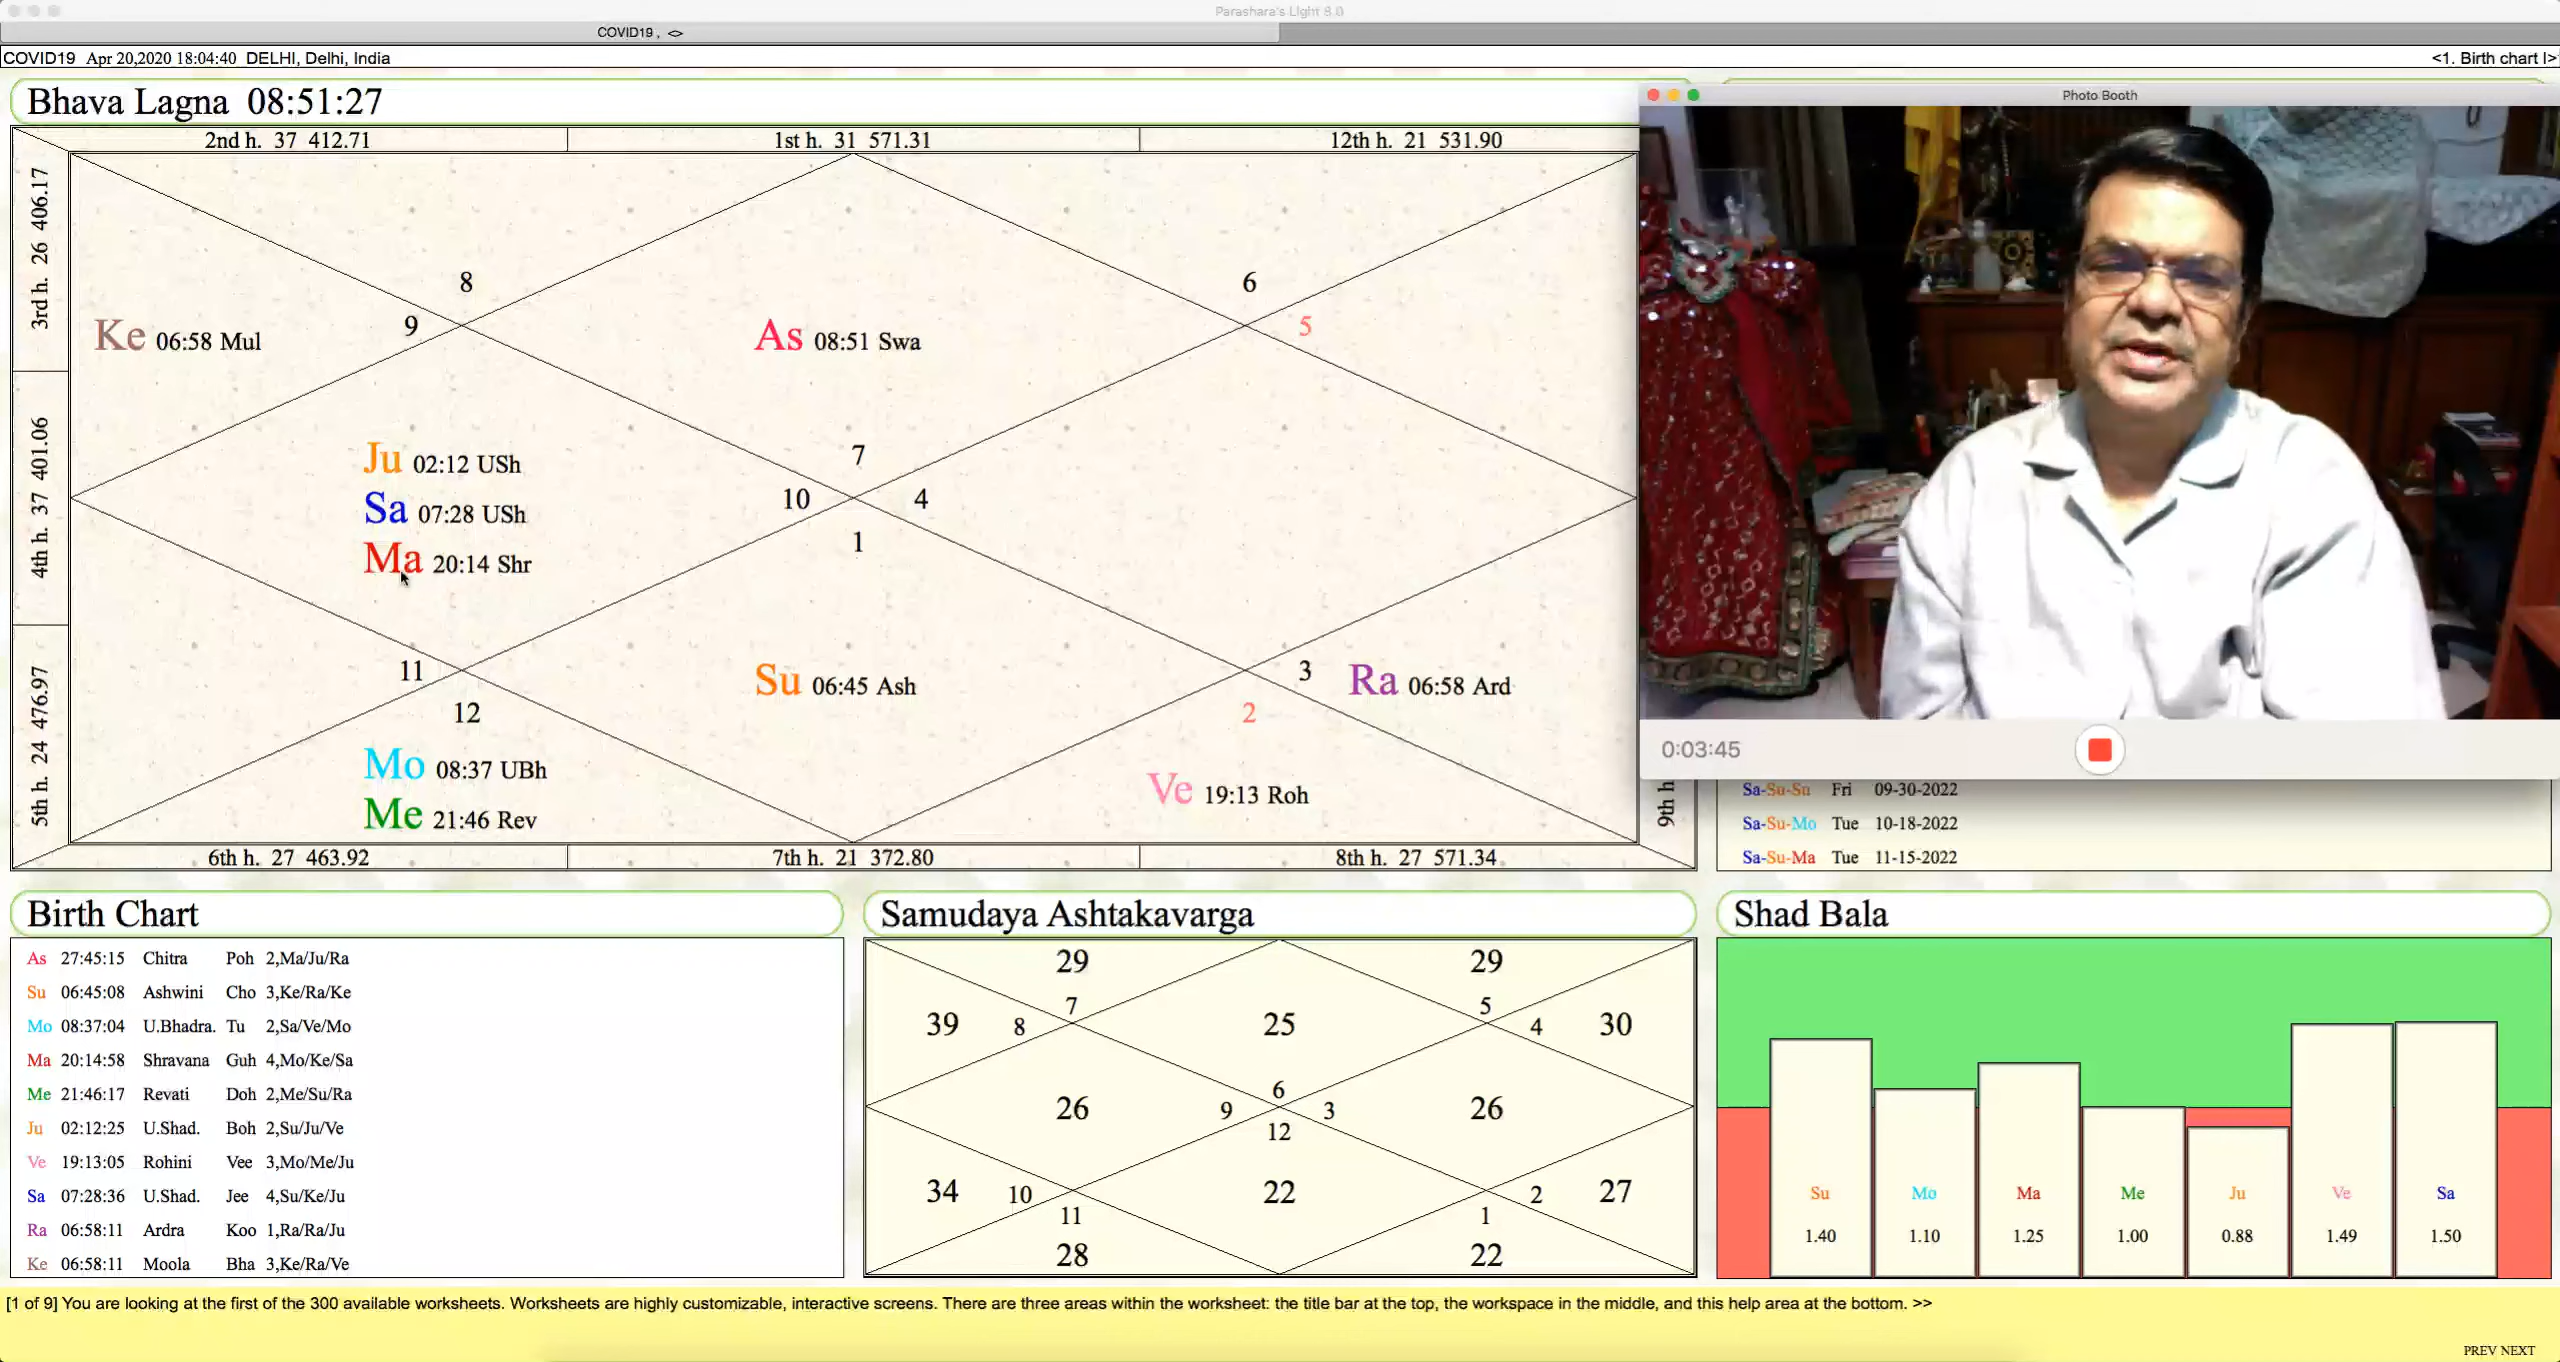 Parashara's Light 8.0
COVID19 , <>
COVID19 Apr 20,2020 18:04:40 DELHI, Delhi, India
<1. Birth chart |>
Bhava Lagna 08:51:27
Photo Booth
2nd h. 37 412.71
1st h. 31 571.31
12th h. 21 531.90
3rd h. 26 406.17
4th h. 37 401.06
5th h. 24 476.97
8
6
9
5
Ke 06:58 Mul
As 08:51 Swa
Ju 02:12 USh
7
Sa 07:28 USh
10
4
Ma 20:14 Shr
1
11
Su 06:45 Ash
3
Ra 06:58 Ard
12
2
Mo 08:37 UBh
Ve 19:13 Roh
Me 21:46 Rev
6th h. 27 463.92
7th h. 21 372.80
8th h. 27 571.34
9th h
0:03:45
Sa-Su-Su Fri 09-30-2022
Sa-Su-Mo Tue 10-18-2022
Sa-Su-Ma Tue 11-15-2022
Birth Chart
As 27:45:15 Chitra Poh 2,Ma/Ju/Ra
Su 06:45:08 Ashwini Cho 3,Ke/Ra/Ke
Mo 08:37:04 U.Bhadra. Tu 2,Sa/Ve/Mo
Ma 20:14:58 Shravana Guh 4,Mo/Ke/Sa
Me 21:46:17 Revati Doh 2,Me/Su/Ra
Ju 02:12:25 U.Shad. Boh 2,Su/Ju/Ve
Ve 19:13:05 Rohini Vee 3,Mo/Me/Ju
Sa 07:28:36 U.Shad. Jee 4,Su/Ke/Ju
Ra 06:58:11 Ardra Koo 1,Ra/Ra/Ju
Ke 06:58:11 Moola Bha 3,Ke/Ra/Ve
Samudaya Ashtakavarga
29 29
7 5
39 8 25 4 30
6
26 9 3 26
12
34 10 22 2 27
11 1
28 22
Shad Bala
Su Mo Ma Me Ju Ve Sa
1.40 1.10 1.25 1.00 0.88 1.49 1.50
[1 of 9] You are looking at the first of the 300 available worksheets. Worksheets are highly customizable, interactive screens. There are three areas within the worksheet: the title bar at the top, the workspace in the middle, and this help area at the bottom. >>
PREV NEXT